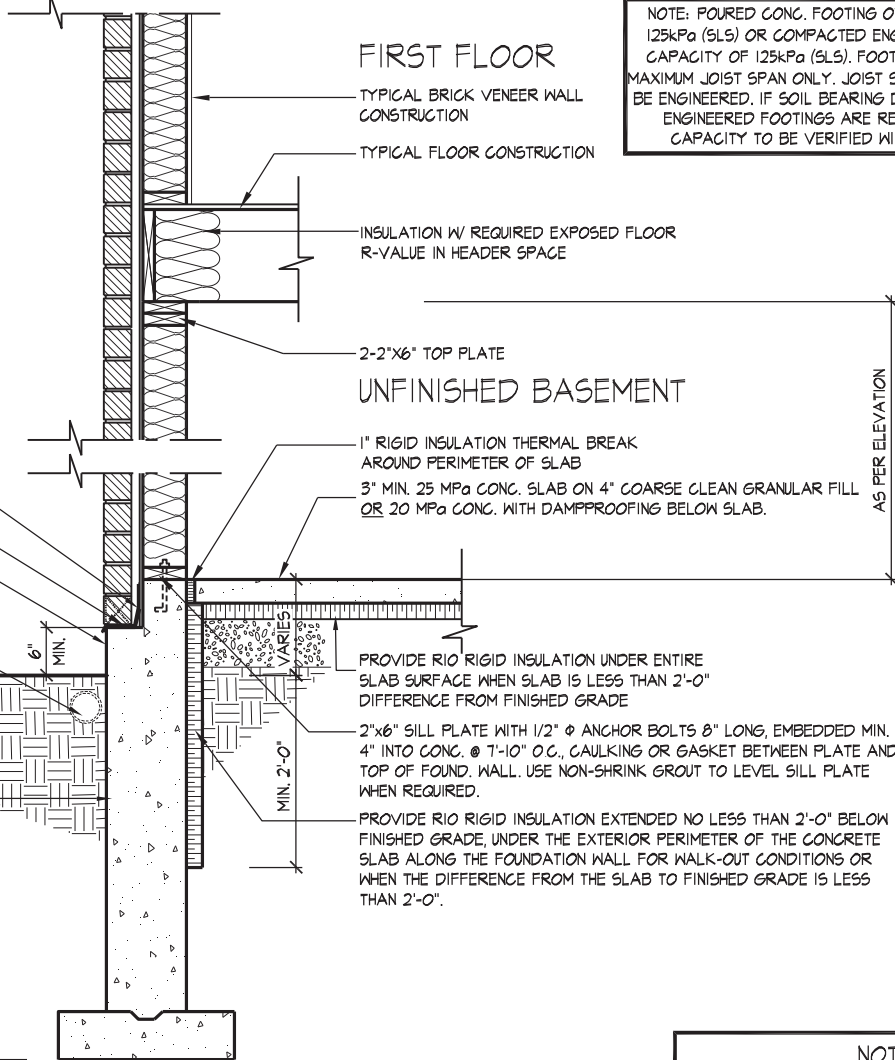 NOTE: POURED CONC. FOOTING
125kPa (SLS) OR COMPACTED
CAPACITY OF 125kPa (SLS).
MAXIMUM JOIST SPAN ONLY. JOIST
BE ENGINEERED. IF SOIL BEARING
ENGINEERED FOOTINGS ARE
CAPACITY TO BE VERIFIED
FIRST FLOOR
TYPICAL BRICK VENEER WALL
CONSTRUCTION
TYPICAL FLOOR CONSTRUCTION
INSULATION W/ REQUIRED EXPOSED FLOOR
R-VALUE IN HEADER SPACE
2-2"X6" TOP PLATE
UNFINISHED BASEMENT
AS PER ELEVATION
1" RIGID INSULATION THERMAL BREAK
AROUND PERIMETER OF SLAB
3" MIN. 25 MPa CONC. SLAB ON 4" COARSE CLEAN GRANULAR FILL
OR 20 MPa CONC. WITH DAMPPROOFING BELOW SLAB.
6"
MIN.
VARIES
MIN. 2'-0"
PROVIDE R10 RIGID INSULATION UNDER ENTIRE
SLAB SURFACE WHEN SLAB IS LESS THAN 2'-0"
DIFFERENCE FROM FINISHED GRADE
2"x6" SILL PLATE WITH 1/2" Φ ANCHOR BOLTS 8" LONG, EMBEDDED MIN.
4" INTO CONC. @ 7'-10" O.C., CAULKING OR GASKET BETWEEN PLATE AND
TOP OF FOUND. WALL. USE NON-SHRINK GROUT TO LEVEL SILL PLATE
WHEN REQUIRED.
PROVIDE R10 RIGID INSULATION EXTENDED NO LESS THAN 2'-0" BELOW
FINISHED GRADE, UNDER THE EXTERIOR PERIMETER OF THE CONCRETE
SLAB ALONG THE FOUNDATION WALL FOR WALK-OUT CONDITIONS OR
WHEN THE DIFFERENCE FROM THE SLAB TO FINISHED GRADE IS LESS
THAN 2'-0".